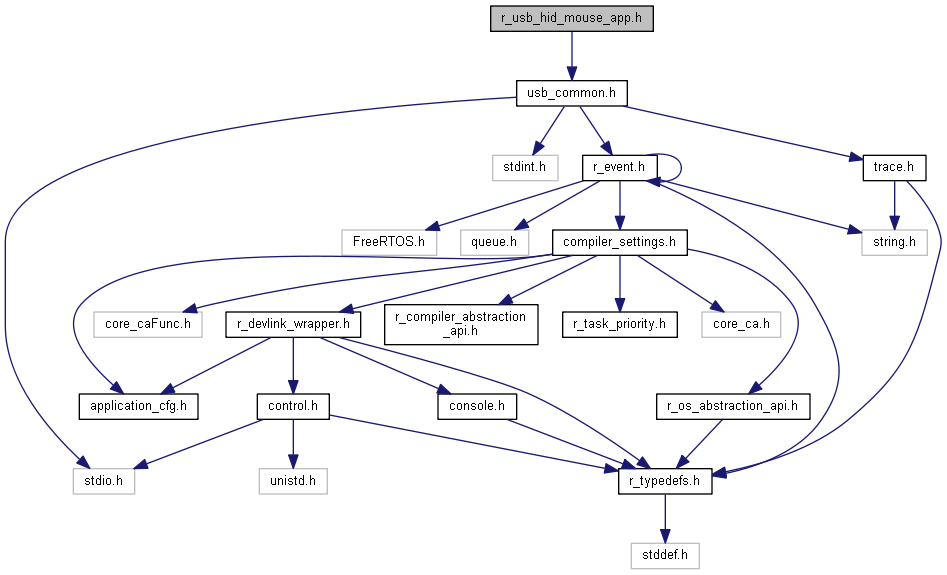 r_usb_hid_mouse_app.h
usb_common.h
stdint.h
r_event.h
trace.h
FreeRTOS.h
queue.h
compiler_settings.h
string.h
core_caFunc.h
r_devlink_wrapper.h
r_compiler_abstraction
_api.h
r_task_priority.h
core_ca.h
application_cfg.h
control.h
console.h
r_os_abstraction_api.h
stdio.h
unistd.h
r_typedefs.h
stddef.h